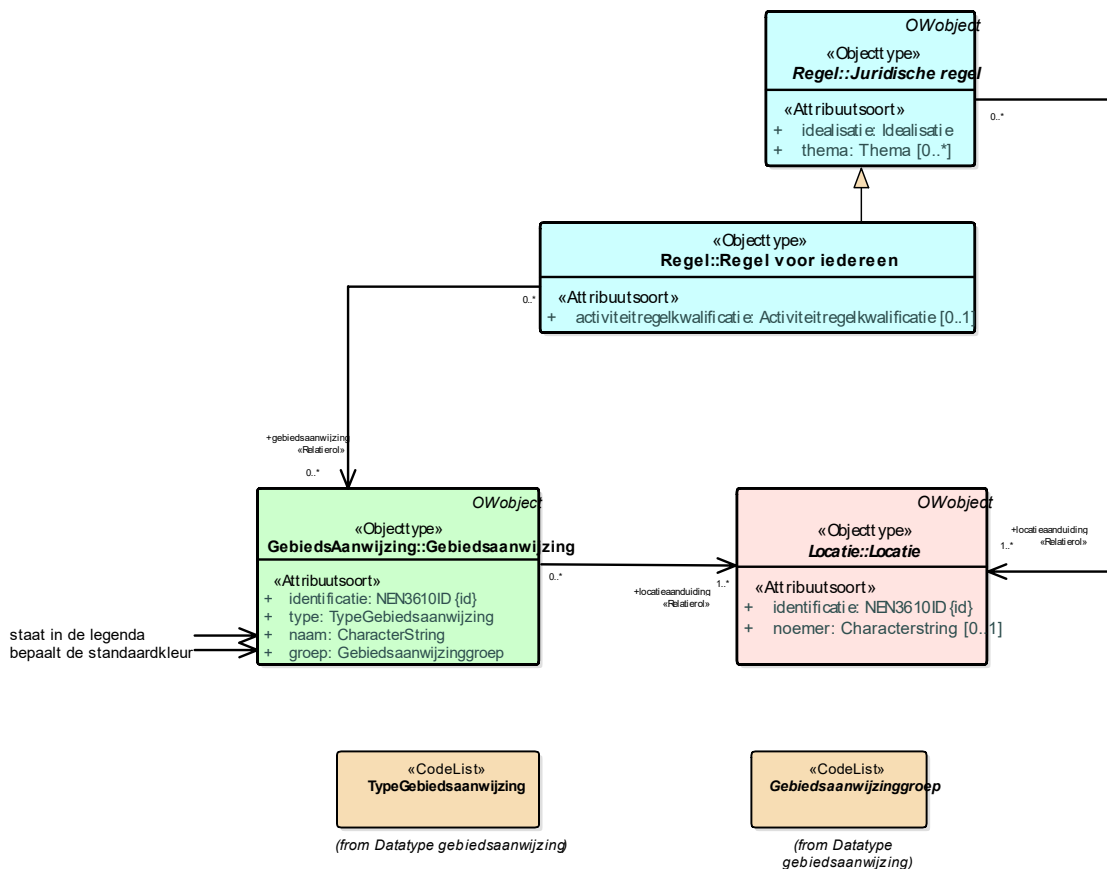 OWobject
«Objecttype»
Regel::Juridische regel
«Attribuutsoort»
+ idealisatie: Idealisatie
+ thema: Thema [0..*]
0..*
«Objecttype»
Regel::Regel voor iedereen
«Attribuutsoort»
+ activiteitregelkwalificatie: Activiteitregelkwalificatie [0..1]
0..*
+gebiedsaanwijzing
«Relatierol»
0..*
OWobject
«Objecttype»
GebiedsAanwijzing::Gebiedsaanwijzing
«Attribuutsoort»
+ identificatie: NEN3610ID {id}
+ type: TypeGebiedsaanwijzing
+ naam: CharacterString
+ groep: Gebiedsaanwijzinggroep
staat in de legenda
bepaalt de standaardkleur
0..*
+locatieaanduiding
«Relatierol»
1..*
OWobject
«Objecttype»
Locatie::Locatie
«Attribuutsoort»
+ identificatie: NEN3610ID {id}
+ noemer: Characterstring [0..1]
+locatieaanduiding
«Relatierol»
1..*
«CodeList»
TypeGebiedsaanwijzing
(from Datatype gebiedsaanwijzing)
«CodeList»
Gebiedsaanwijzinggroep
(from Datatype
gebiedsaanwijzing)